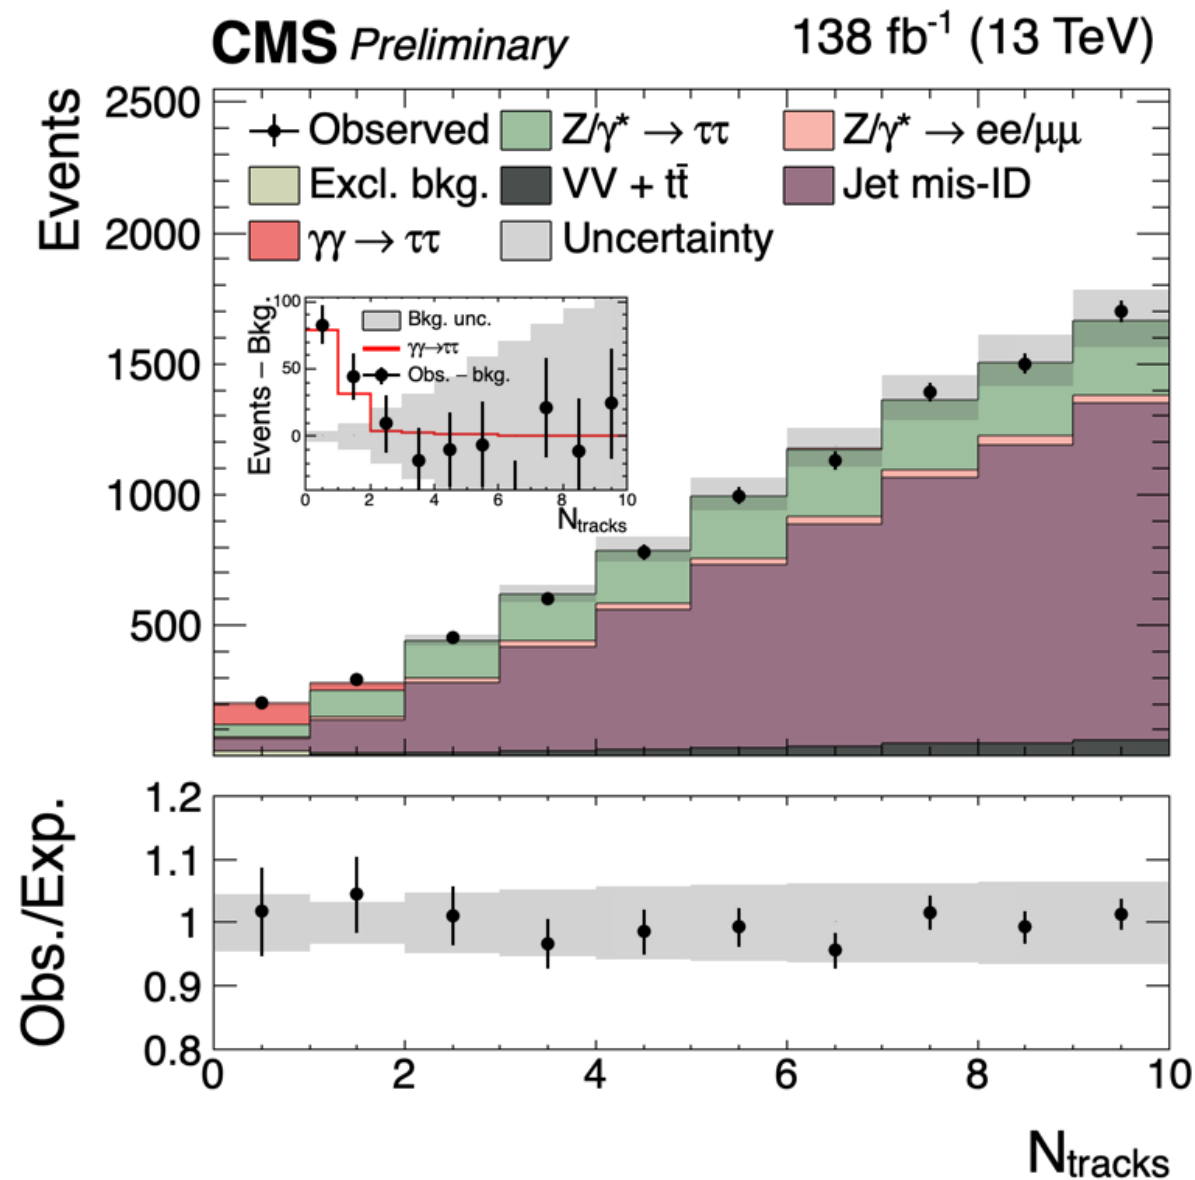 CMS Preliminary 138 fb⁻¹ (13 TeV)
Events
2500
2000
1500
1000
500
Observed Z/γ* → ττ Z/γ* → ee/μμ
Excl. bkg. VV + tt̄ Jet mis-ID
γγ → ττ Uncertainty
Events – Bkg.
100
50
0
Bkg. unc.
γγ→ττ
Obs. – bkg.
0 2 4 6 8 10
N_tracks
Obs./Exp.
1.2
1.1
1
0.9
0.8
0 2 4 6 8 10
N_tracks